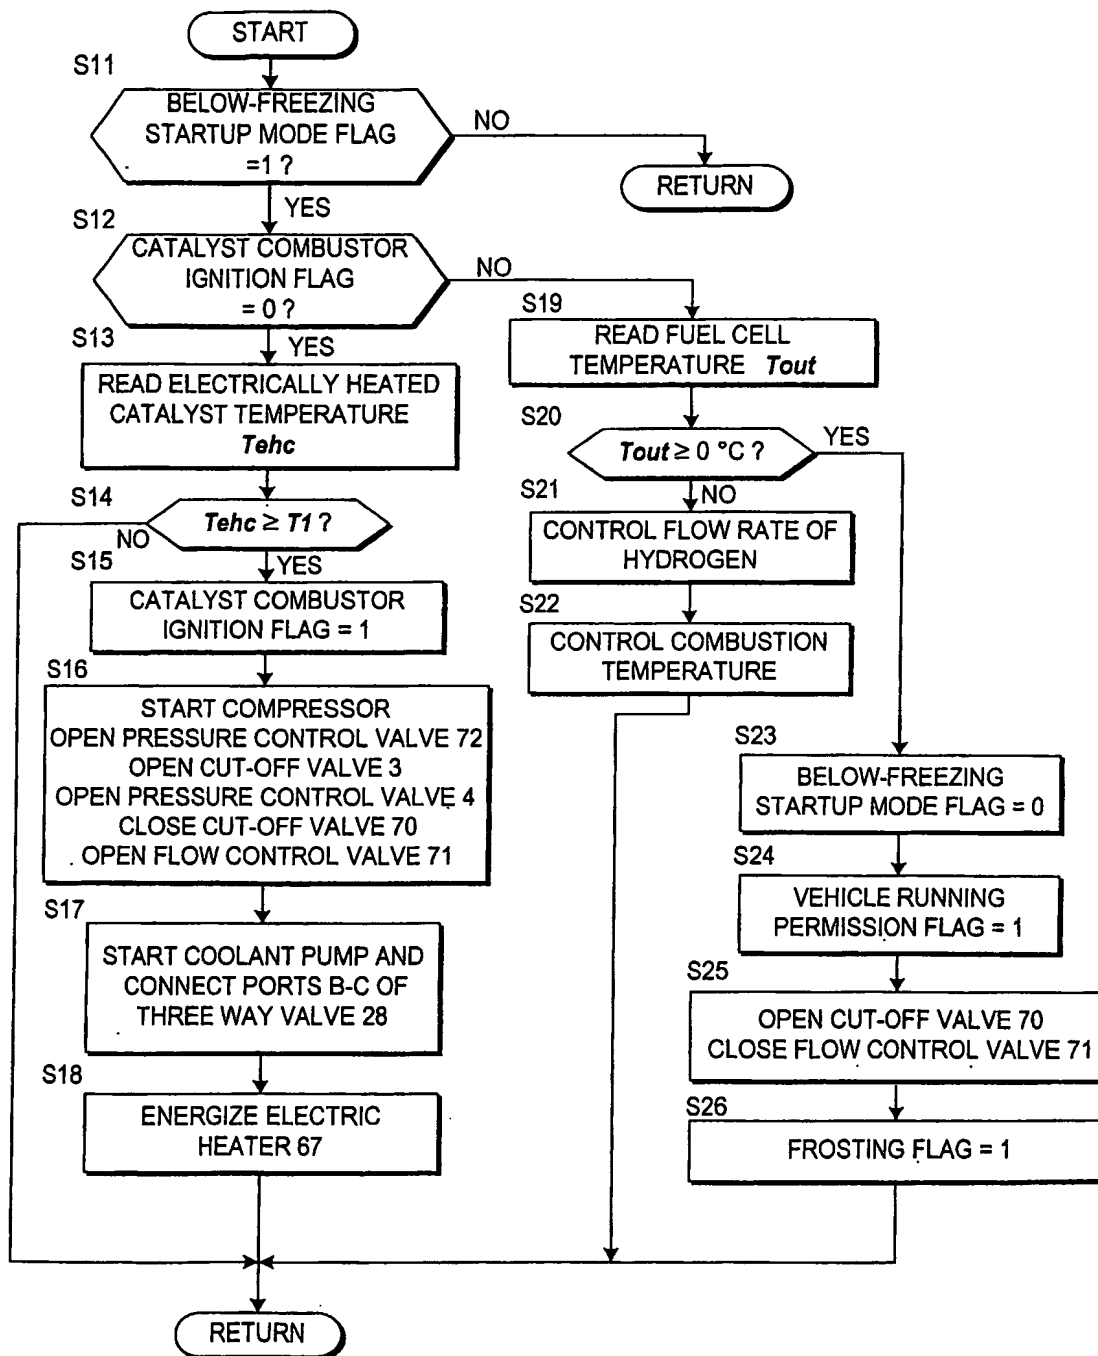 START
S11
BELOW-FREEZING
STARTUP MODE FLAG
=1 ?
NO
RETURN
YES
S12
CATALYST COMBUSTOR
IGNITION FLAG
= 0 ?
NO
YES
S13
READ ELECTRICALLY HEATED
CATALYST TEMPERATURE
Tehc
S14
Tehc ≥ T1 ?
NO
YES
S15
CATALYST COMBUSTOR
IGNITION FLAG = 1
S16
START COMPRESSOR
OPEN PRESSURE CONTROL VALVE 72
OPEN CUT-OFF VALVE 3
OPEN PRESSURE CONTROL VALVE 4
CLOSE CUT-OFF VALVE 70
OPEN FLOW CONTROL VALVE 71
S17
START COOLANT PUMP AND
CONNECT PORTS B-C OF
THREE WAY VALVE 28
S18
ENERGIZE ELECTRIC
HEATER 67
S19
READ FUEL CELL
TEMPERATURE Tout
S20
Tout ≥ 0 °C ?
YES
NO
S21
CONTROL FLOW RATE OF
HYDROGEN
S22
CONTROL COMBUSTION
TEMPERATURE
S23
BELOW-FREEZING
STARTUP MODE FLAG = 0
S24
VEHICLE RUNNING
PERMISSION FLAG = 1
S25
OPEN CUT-OFF VALVE 70
CLOSE FLOW CONTROL VALVE 71
S26
FROSTING FLAG = 1
RETURN